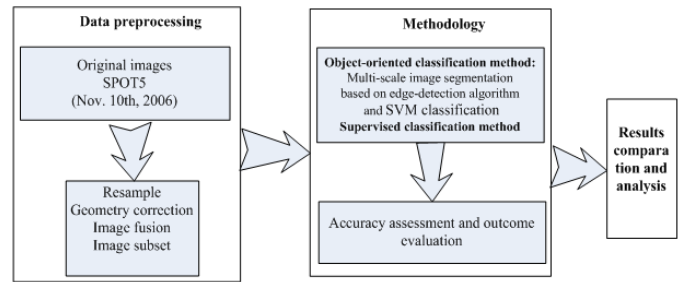 Data preprocessing
Original images
SPOT5
(Nov. 10th, 2006)
Resample
Geometry correction
Image fusion
Image subset
Methodology
Object-oriented classification method:
Multi-scale image segmentation
based on edge-detection algorithm
and SVM classification
Supervised classification method
Accuracy assessment and outcome
evaluation
Results
compara
tion and
analysis